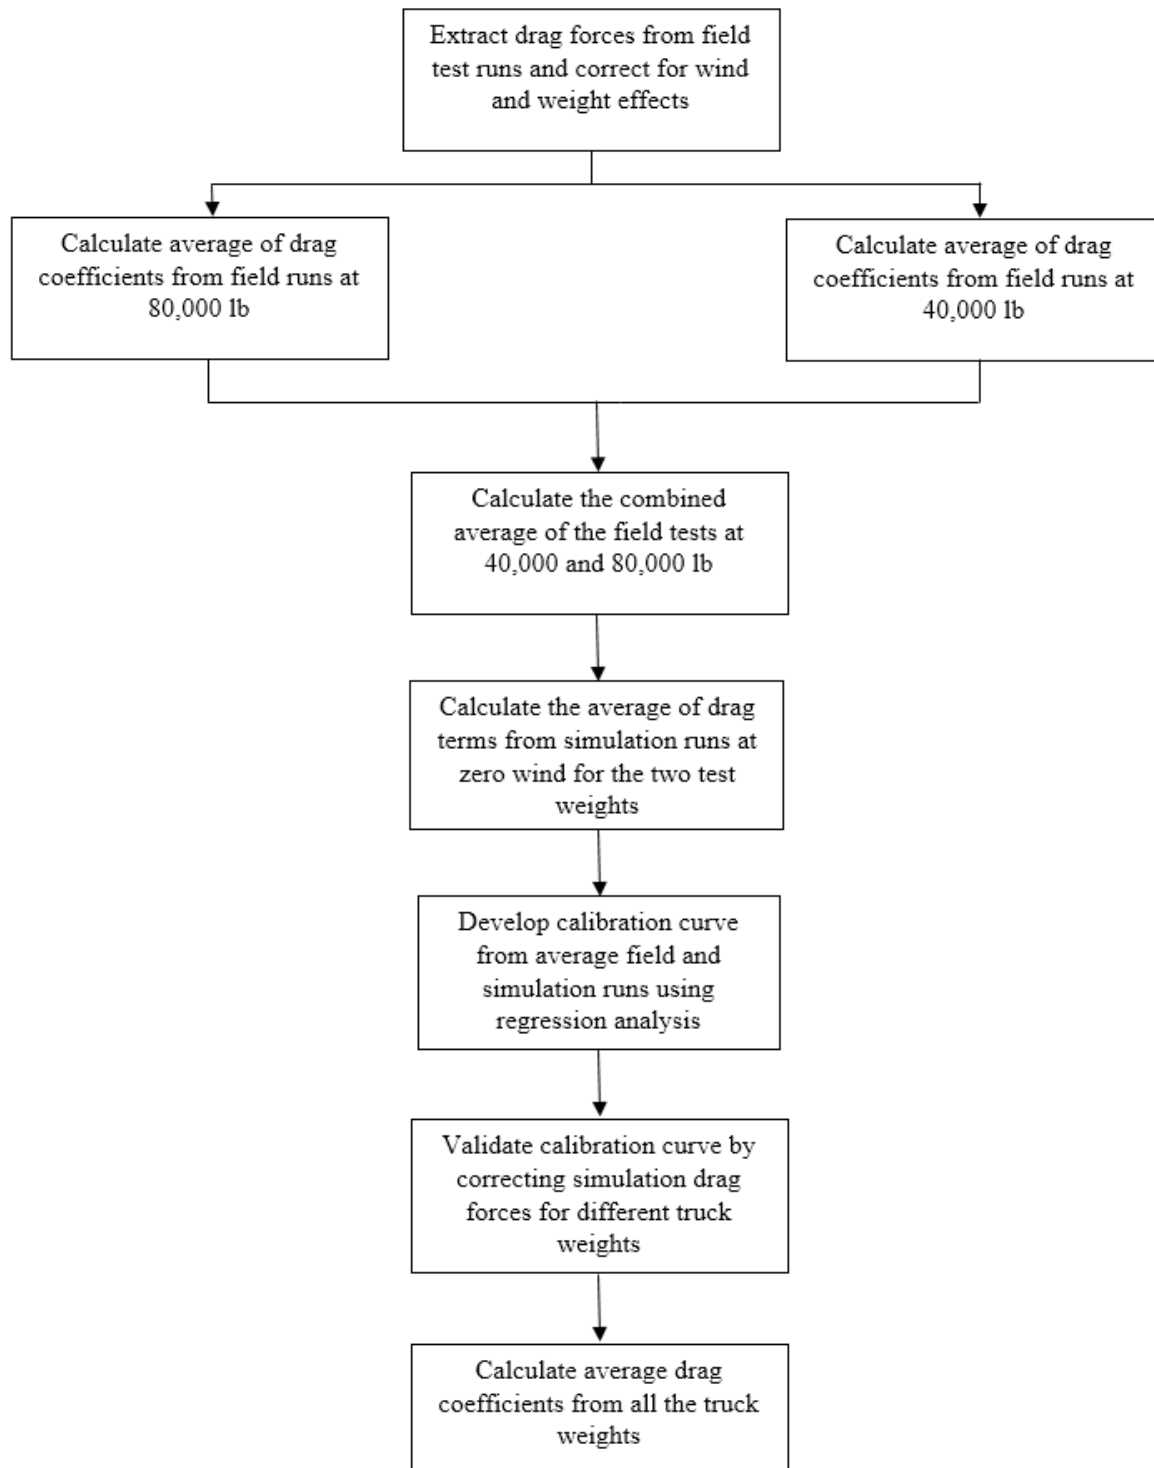 Extract drag forces from field
test runs and correct for wind
and weight effects
Calculate average of drag
coefficients from field runs at
80,000 lb
Calculate average of drag
coefficients from field runs at
40,000 lb
Calculate the combined
average of the field tests at
40,000 and 80,000 lb
Calculate the average of drag
terms from simulation runs at
zero wind for the two test
weights
Develop calibration curve
from average field and
simulation runs using
regression analysis
Validate calibration curve by
correcting simulation drag
forces for different truck
weights
Calculate average drag
coefficients from all the truck
weights